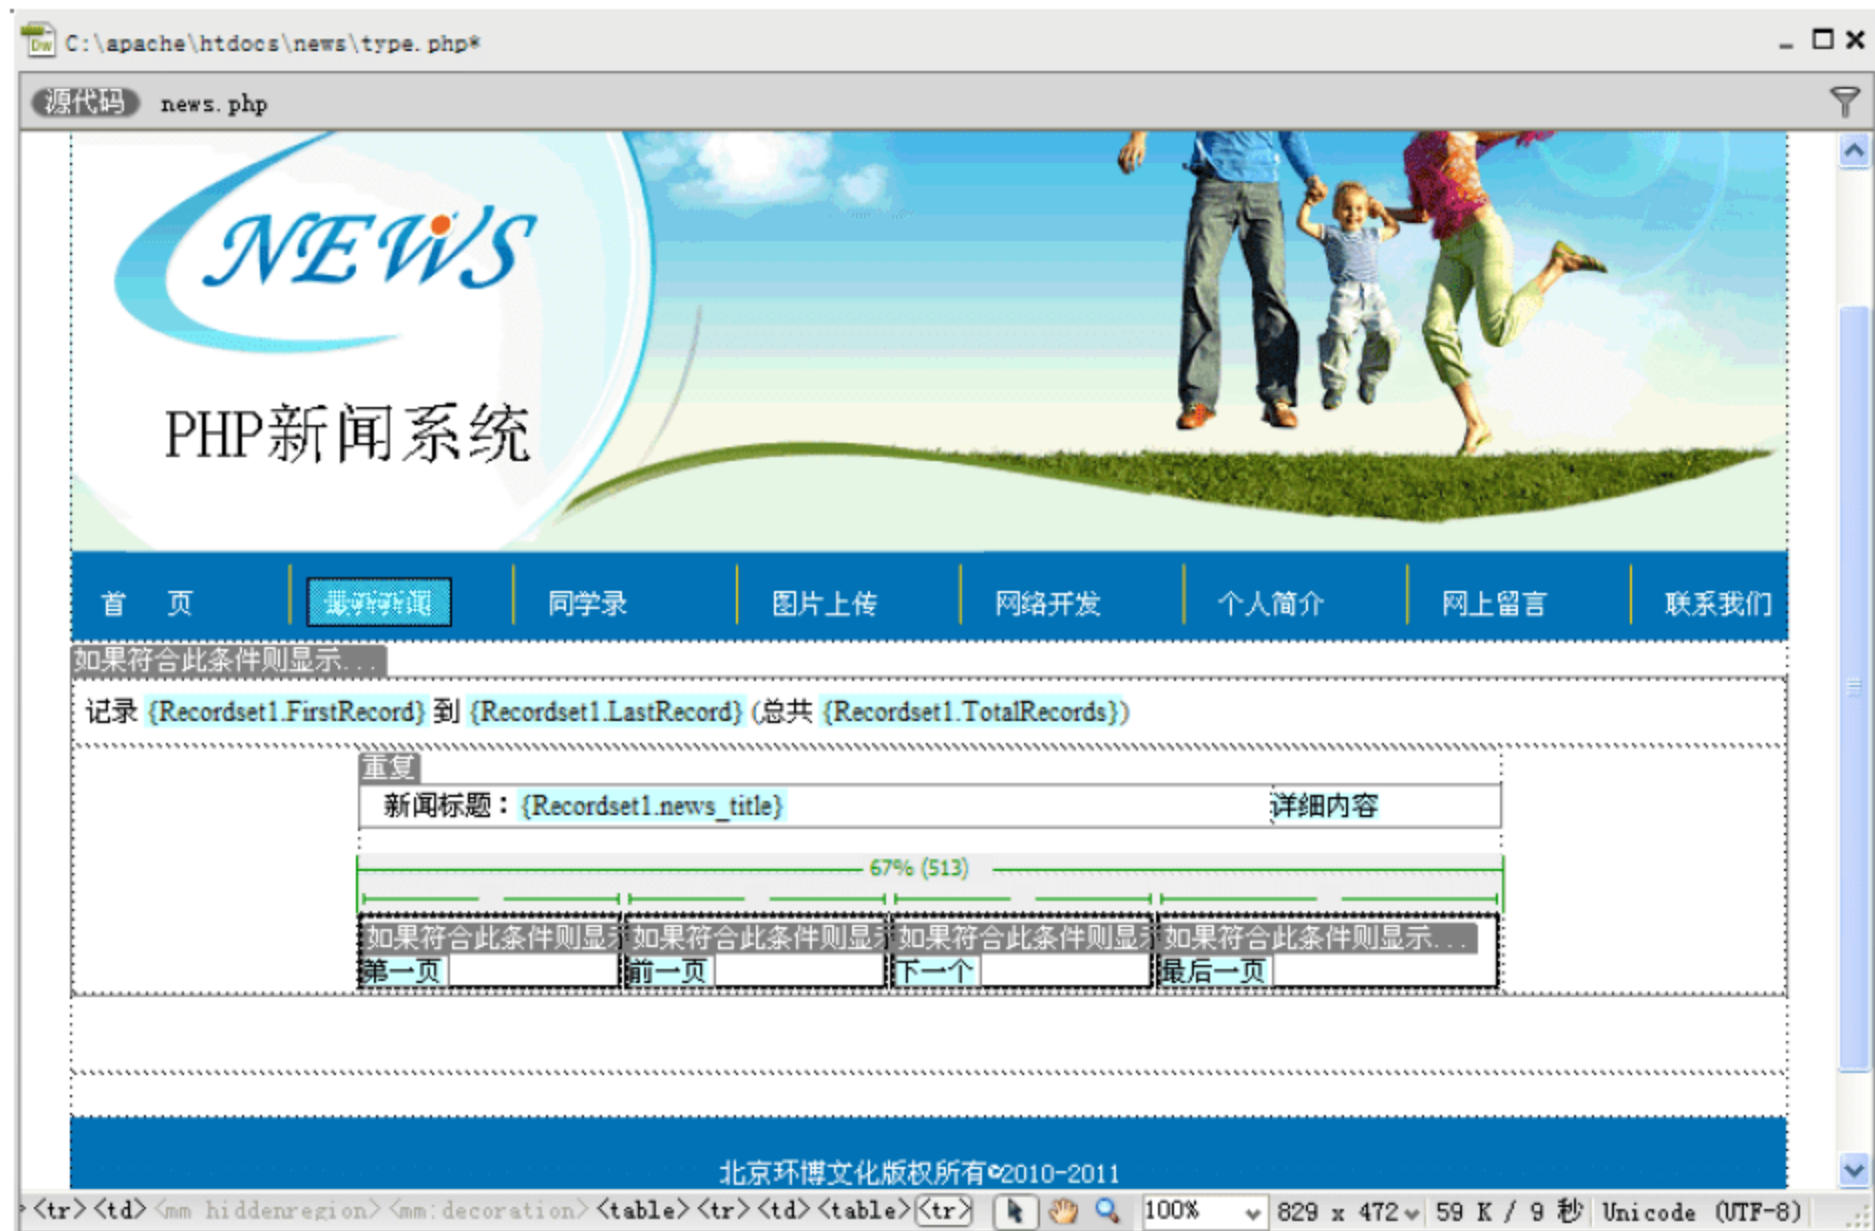 Dw C:\apache\htdocs\news\type.php*
源代码 news.php
NEWS
PHP新闻系统
首 页 最新新闻 同学录 图片上传 网络开发 个人简介 网上留言 联系我们
如果符合此条件则显示...
记录 {Recordset1.FirstRecord} 到 {Recordset1.LastRecord} (总共 {Recordset1.TotalRecords})
重复
新闻标题：{Recordset1.news_title} 详细内容
67% (513)
如果符合此条件则显示 如果符合此条件则显示 如果符合此条件则显示 如果符合此条件则显示...
第一页 前一页 下一个 最后一页
北京环博文化版权所有©2010-2011
<tr><td><mm hiddenregion><mm:decoration><table><tr><td><table><tr> 100% 829 x 472 59 K / 9 秒 Unicode (UTF-8)